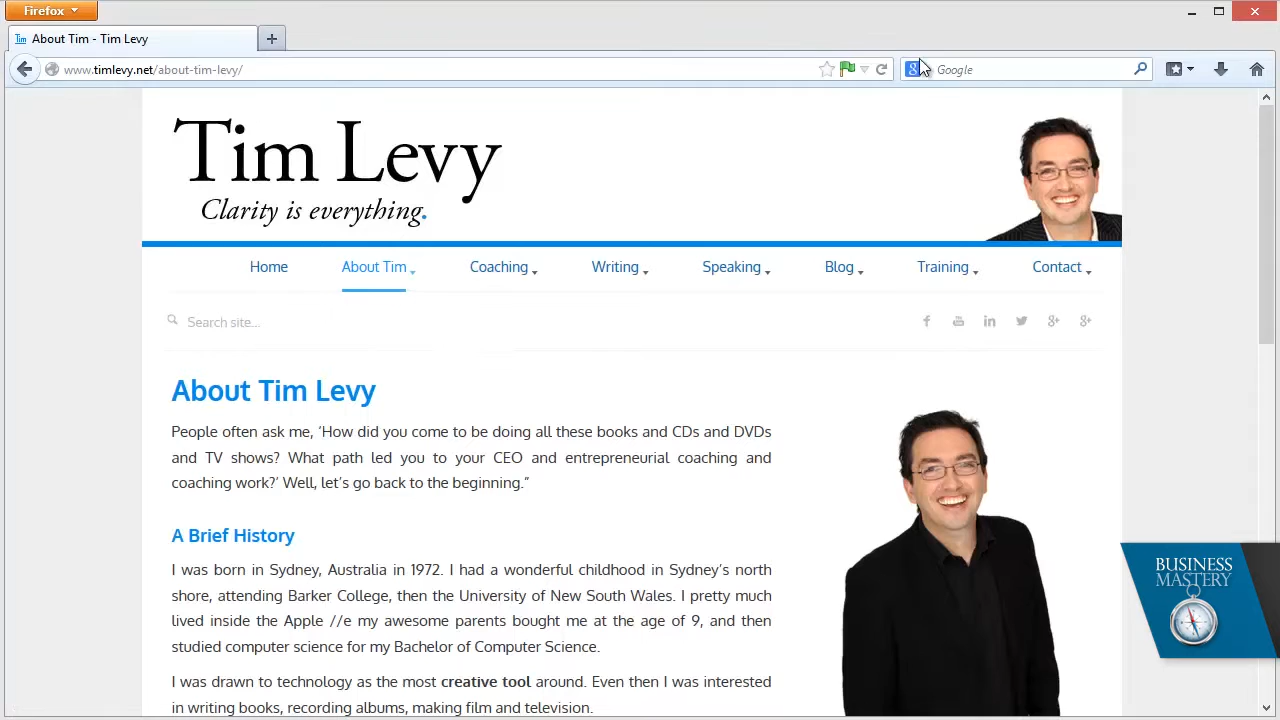 Firefox
About Tim - Tim Levy
www.timlevy.net/about-tim-levy/
Google
Tim Levy
Clarity is everything.
Home About Tim Coaching Writing Speaking Blog Training Contact
Search site...
About Tim Levy
People often ask me, ‘How did you come to be doing all these books and CDs and DVDs
and TV shows? What path led you to your CEO and entrepreneurial coaching and
coaching work?’ Well, let’s go back to the beginning.”
A Brief History
I was born in Sydney, Australia in 1972. I had a wonderful childhood in Sydney’s north
shore, attending Barker College, then the University of New South Wales. I pretty much
lived inside the Apple //e my awesome parents bought me at the age of 9, and then
studied computer science for my Bachelor of Computer Science.
I was drawn to technology as the most creative tool around. Even then I was interested
in writing books, recording albums, making film and television.
BUSINESS
MASTERY